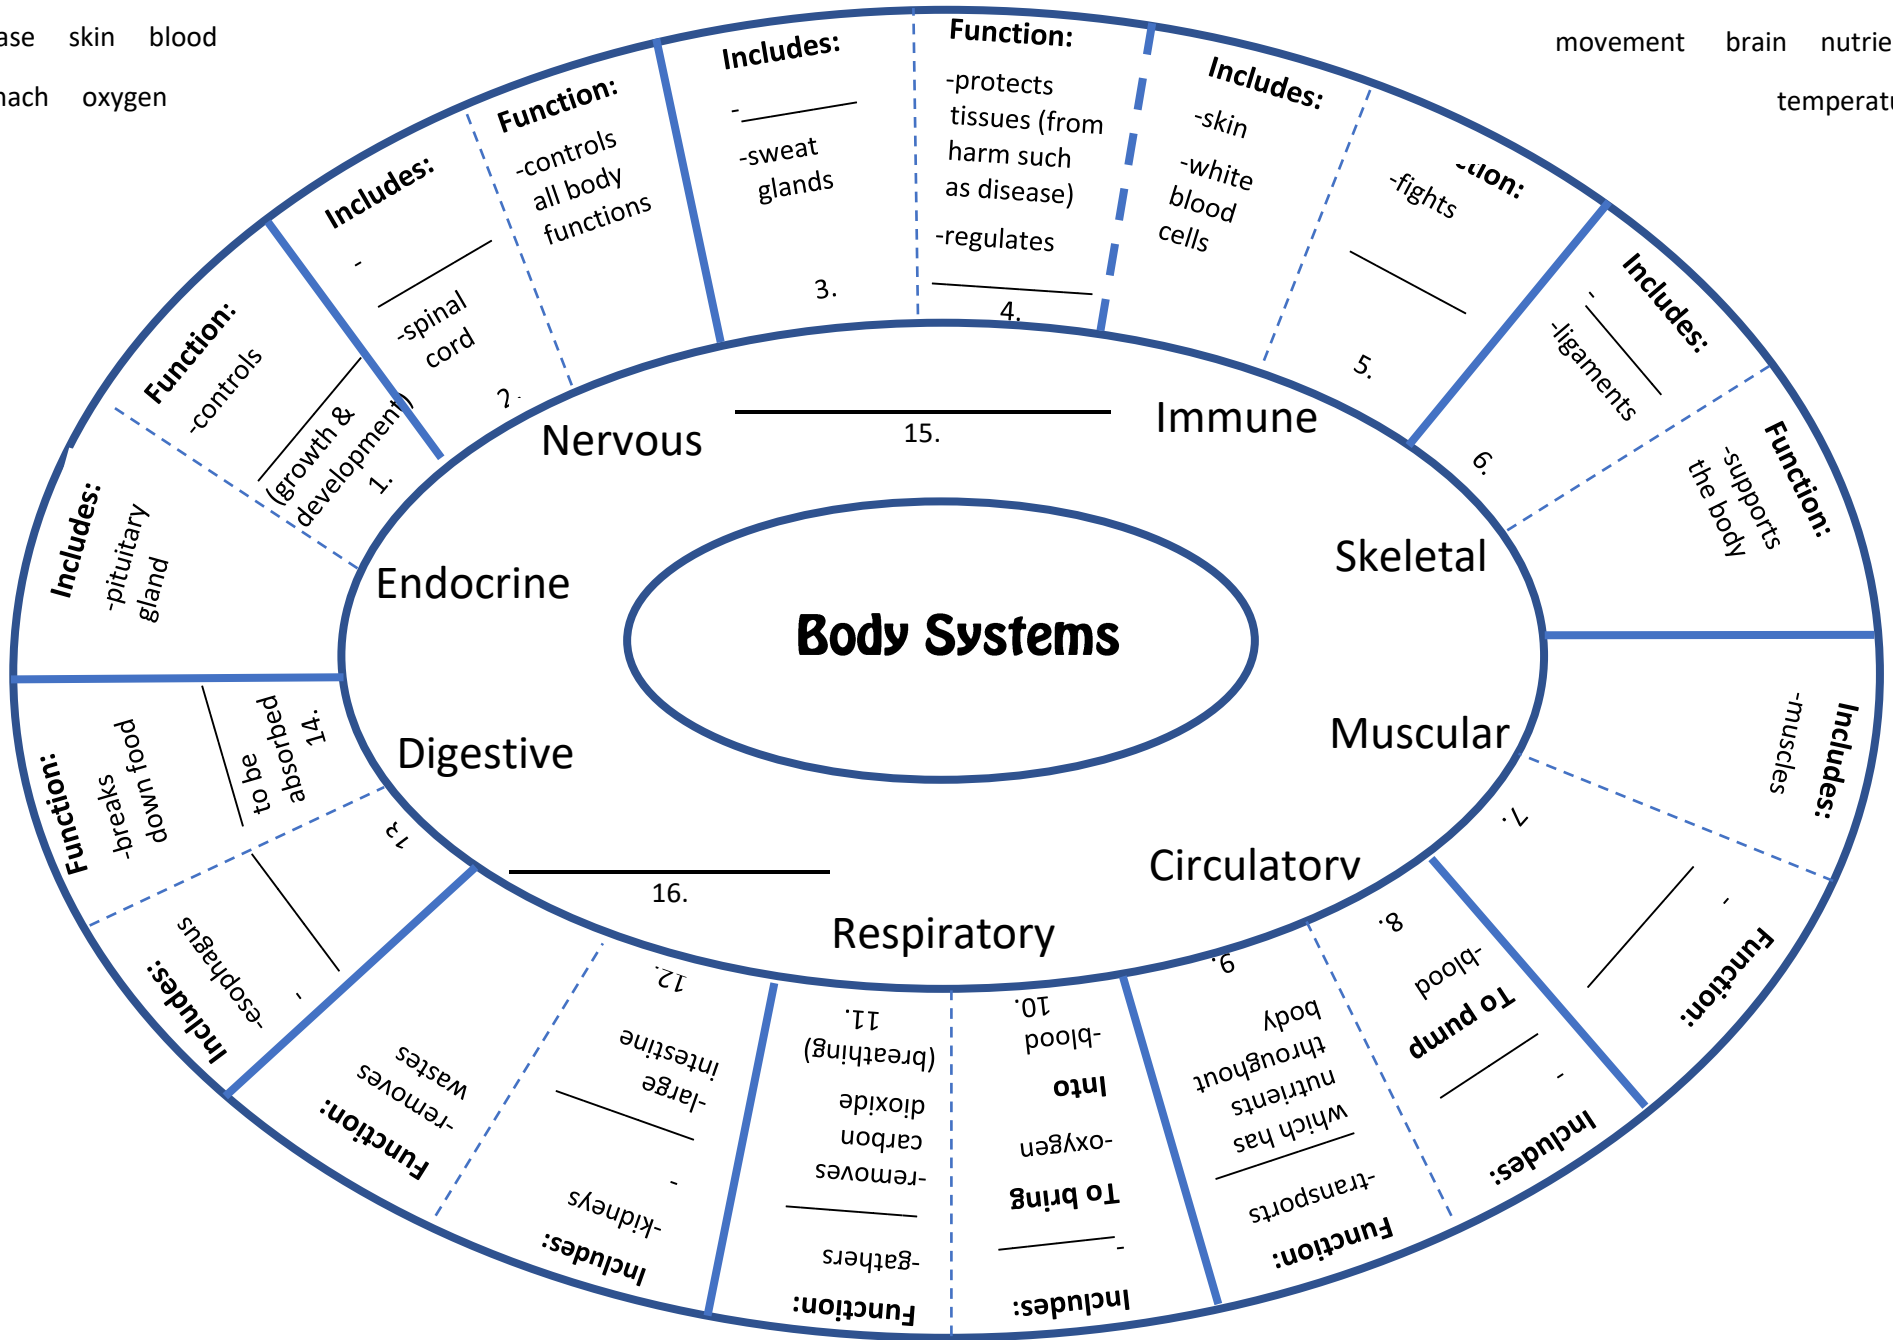 skin blood
oxygen
movement brain
Includes:
-
-sweat
glands
3.
Function:
-protects
tissues (from
harm such
as disease)
-regulates
4.
Includes:
-skin
-white
blood
cells
-fights
5.
Includes:
-
-ligaments
6.
Function:
-supports
the body
Includes:
-muscles
7.
-
Function:
8.
-blood
To pump
-
Includes:
9.
body
throughout
nutrients
which has
-transports
Function:
10.
-blood
Into
-oxygen
To bring
-
Includes:
11.
(breathing)
dioxide
carbon
-removes
-gathers
Function:
12.
intestine
-large
-
-kidneys
Includes:
wastes
-removes
Function:
13.
-
-esophagus
Includes:
Function:
-breaks
down food
to be
absorbed
14.
Includes:
-pituitary
gland
Function:
-controls
(growth &
development)
1.
Includes:
-
-spinal
cord
2.
Function:
-controls
all body
functions
Nervous
15.
Immune
Skeletal
Muscular
Circulatory
Respiratory
16.
Digestive
Endocrine
Body Systems